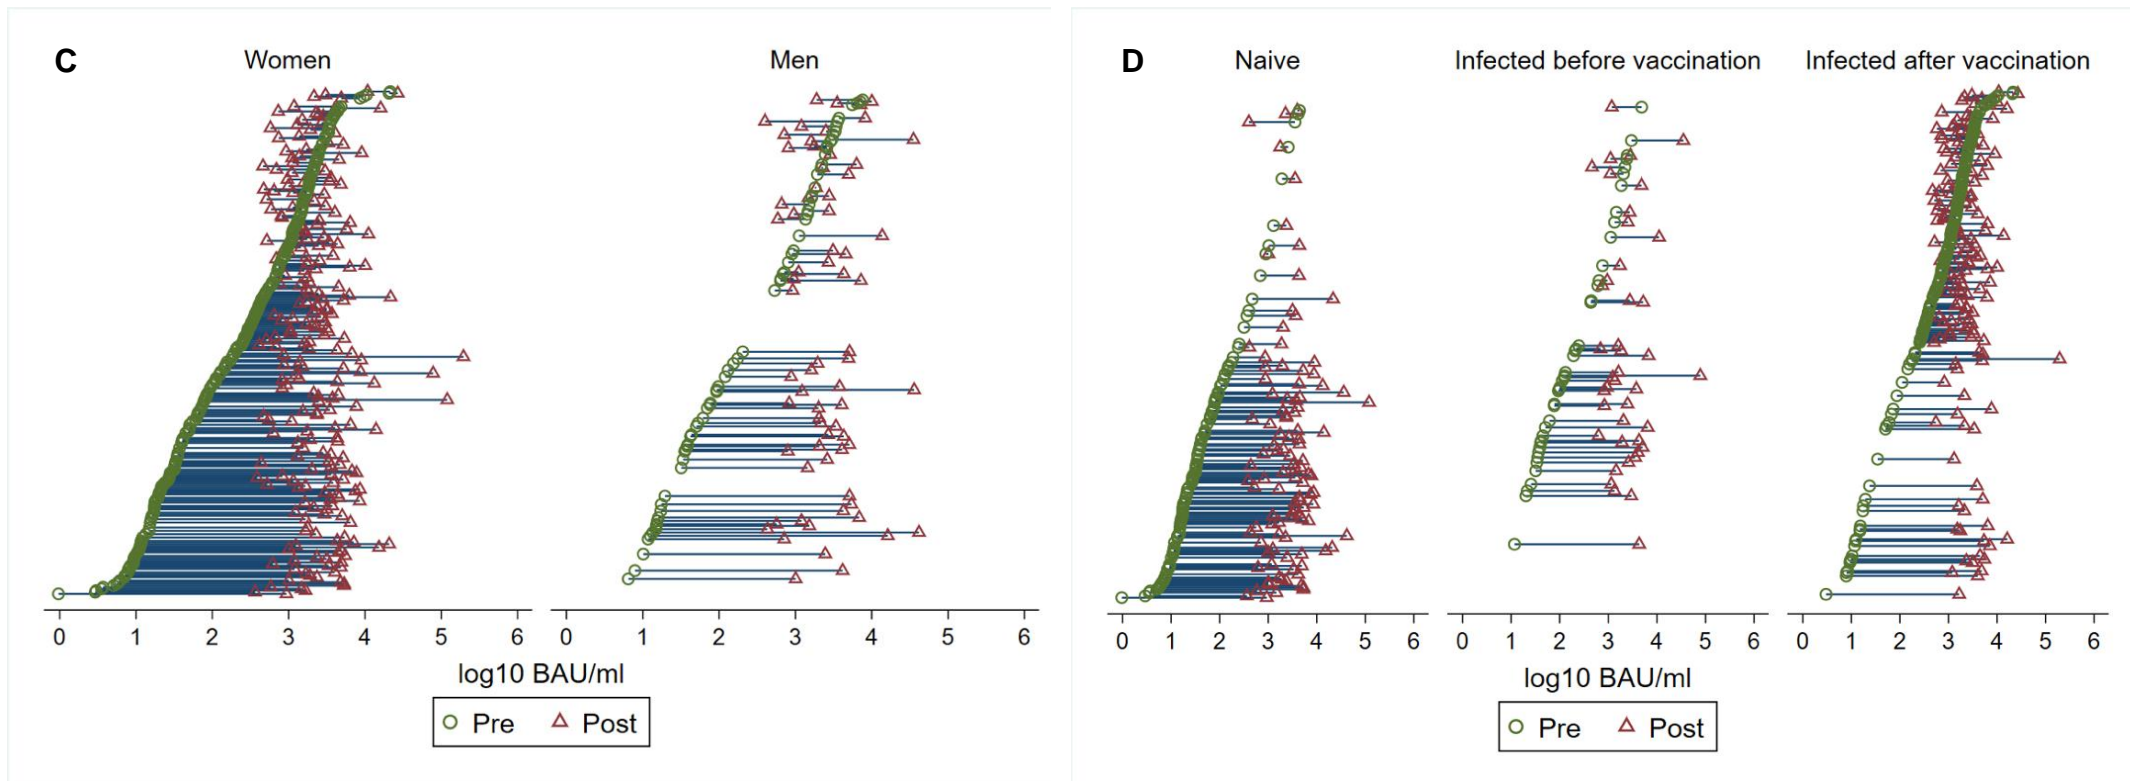 C
Women
Men
0 1 2 3 4 5 6
0 1 2 3 4 5 6
log10 BAU/ml
Pre
Post
D
Naive
Infected before vaccination
Infected after vaccination
0 1 2 3 4 5 6
0 1 2 3 4 5 6
0 1 2 3 4 5 6
log10 BAU/ml
Pre
Post